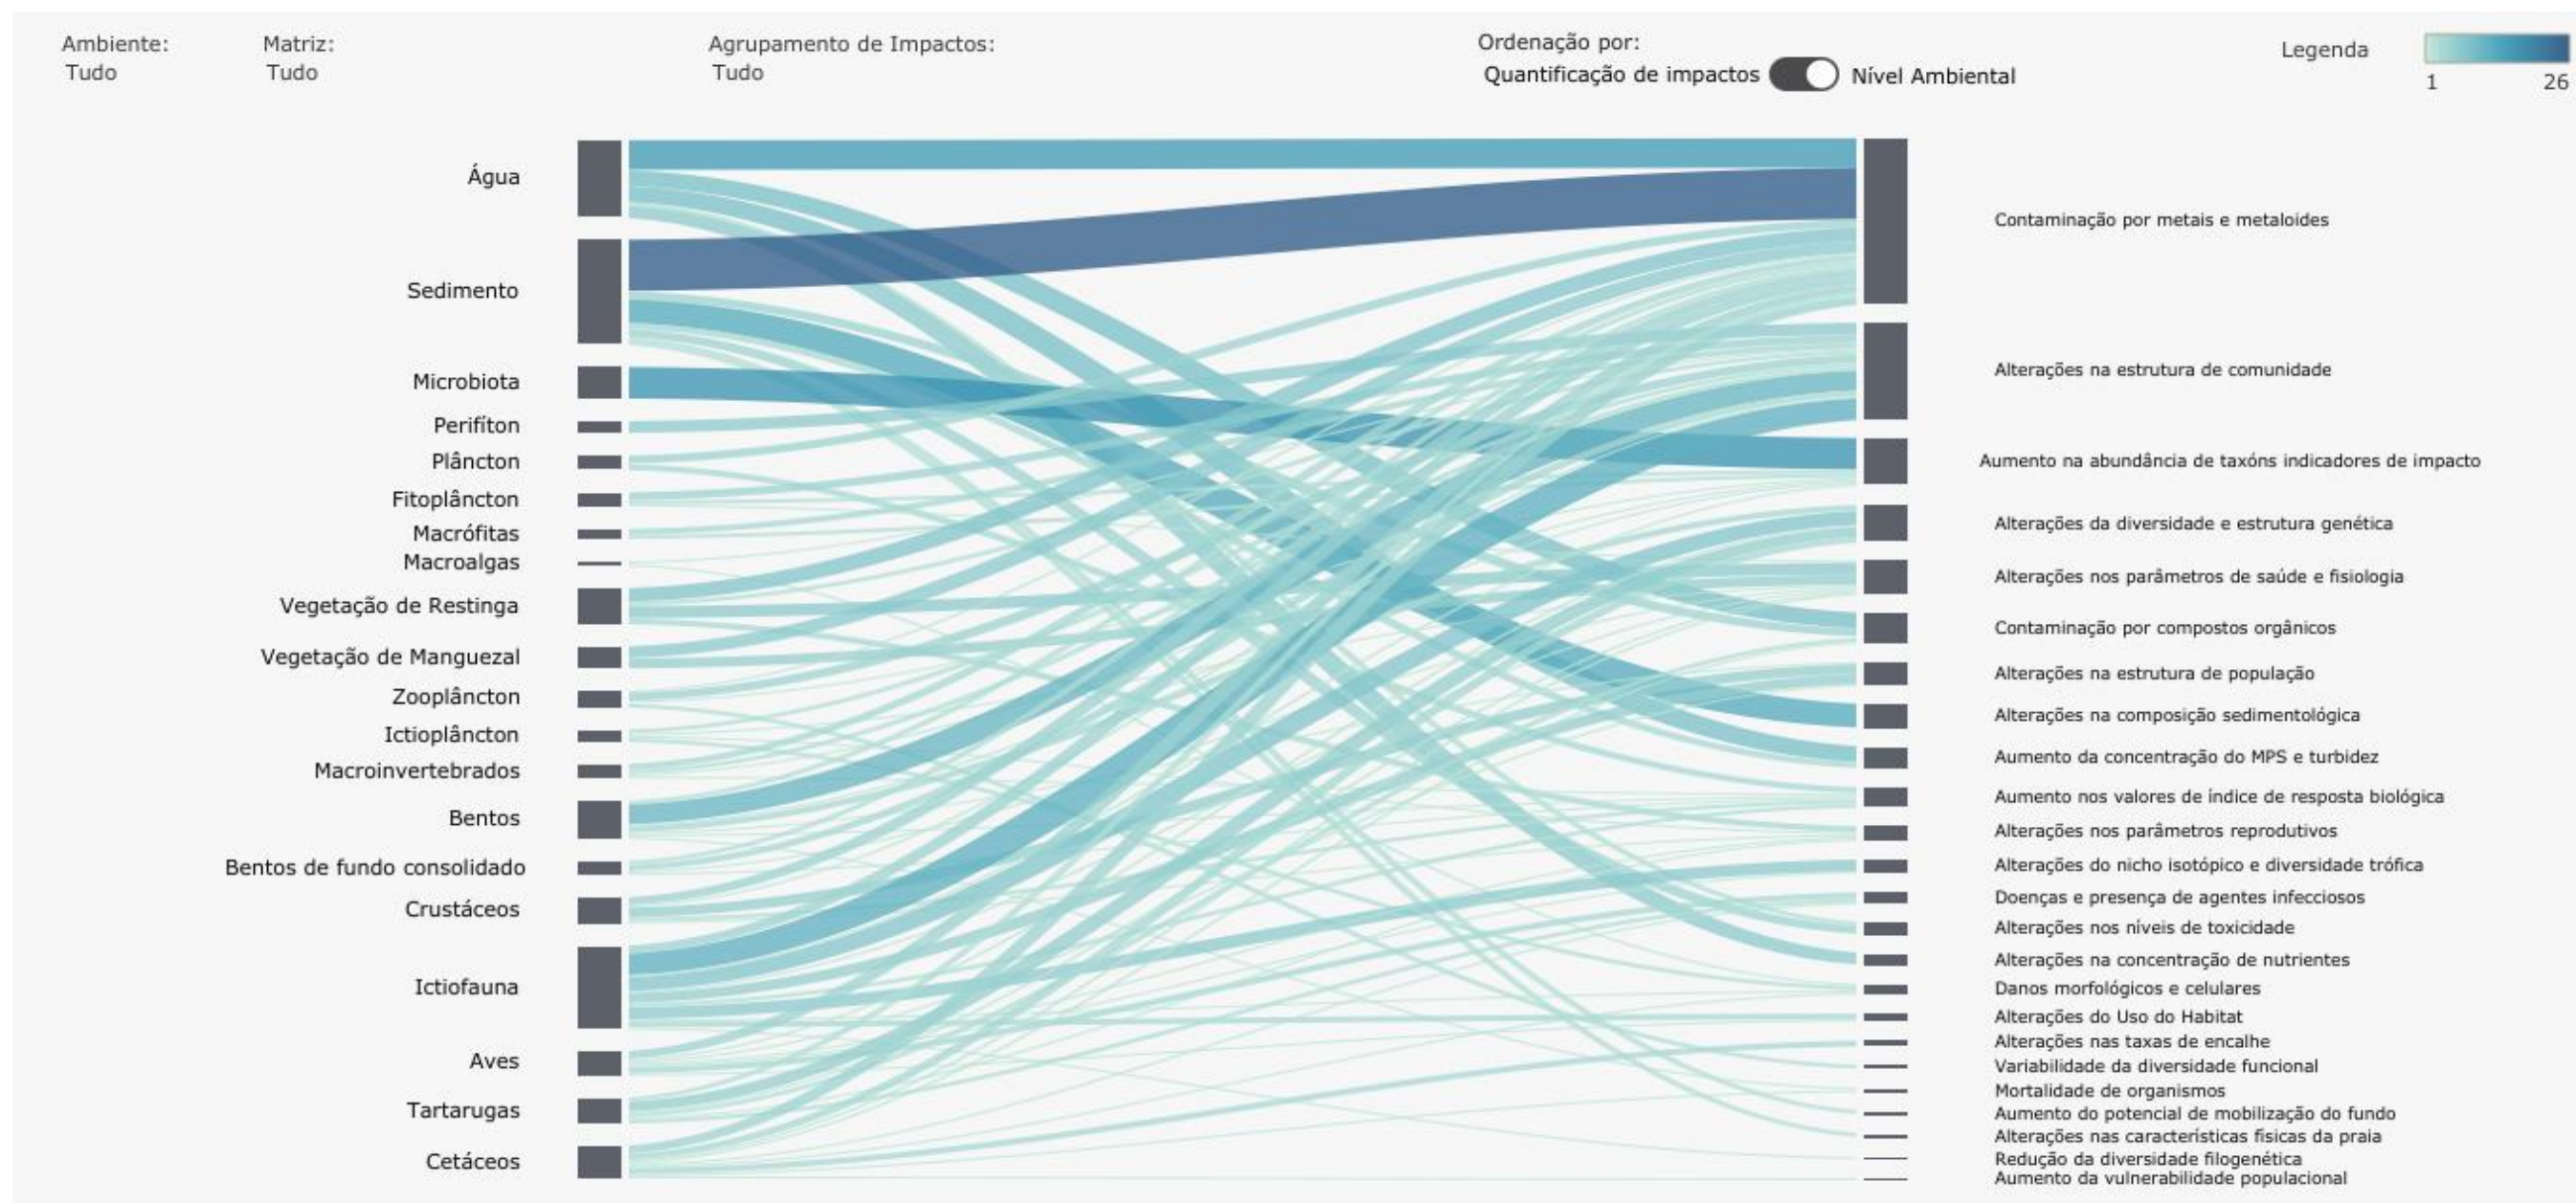 Ambiente:
Tudo
Matriz:
Tudo
Agrupamento de Impactos:
Tudo
Ordenação por:
Quantificação de impactos
Nível Ambiental
Legenda
1
26
Água
Sedimento
Microbiota
Perifíton
Plâncton
Fitoplâncton
Macrófitas
Macroalgas
Vegetação de Restinga
Vegetação de Manguezal
Zooplâncton
Ictioplâncton
Macroinvertebrados
Bentos
Bentos de fundo consolidado
Crustáceos
Ictiofauna
Aves
Tartarugas
Cetáceos
Contaminação por metais e metaloides
Alterações na estrutura de comunidade
Aumento na abundância de taxóns indicadores de impacto
Alterações da diversidade e estrutura genética
Alterações nos parâmetros de saúde e fisiologia
Contaminação por compostos orgânicos
Alterações na estrutura de população
Alterações na composição sedimentológica
Aumento da concentração do MPS e turbidez
Aumento nos valores de índice de resposta biológica
Alterações nos parâmetros reprodutivos
Alterações do nicho isotópico e diversidade trófica
Doenças e presença de agentes infecciosos
Alterações nos níveis de toxicidade
Alterações na concentração de nutrientes
Danos morfológicos e celulares
Alterações do Uso do Habitat
Alterações nas taxas de encalhe
Variabilidade da diversidade funcional
Mortalidade de organismos
Aumento do potencial de mobilização do fundo
Alterações nas características físicas da praia
Redução da diversidade filogenética
Aumento da vulnerabilidade populacional